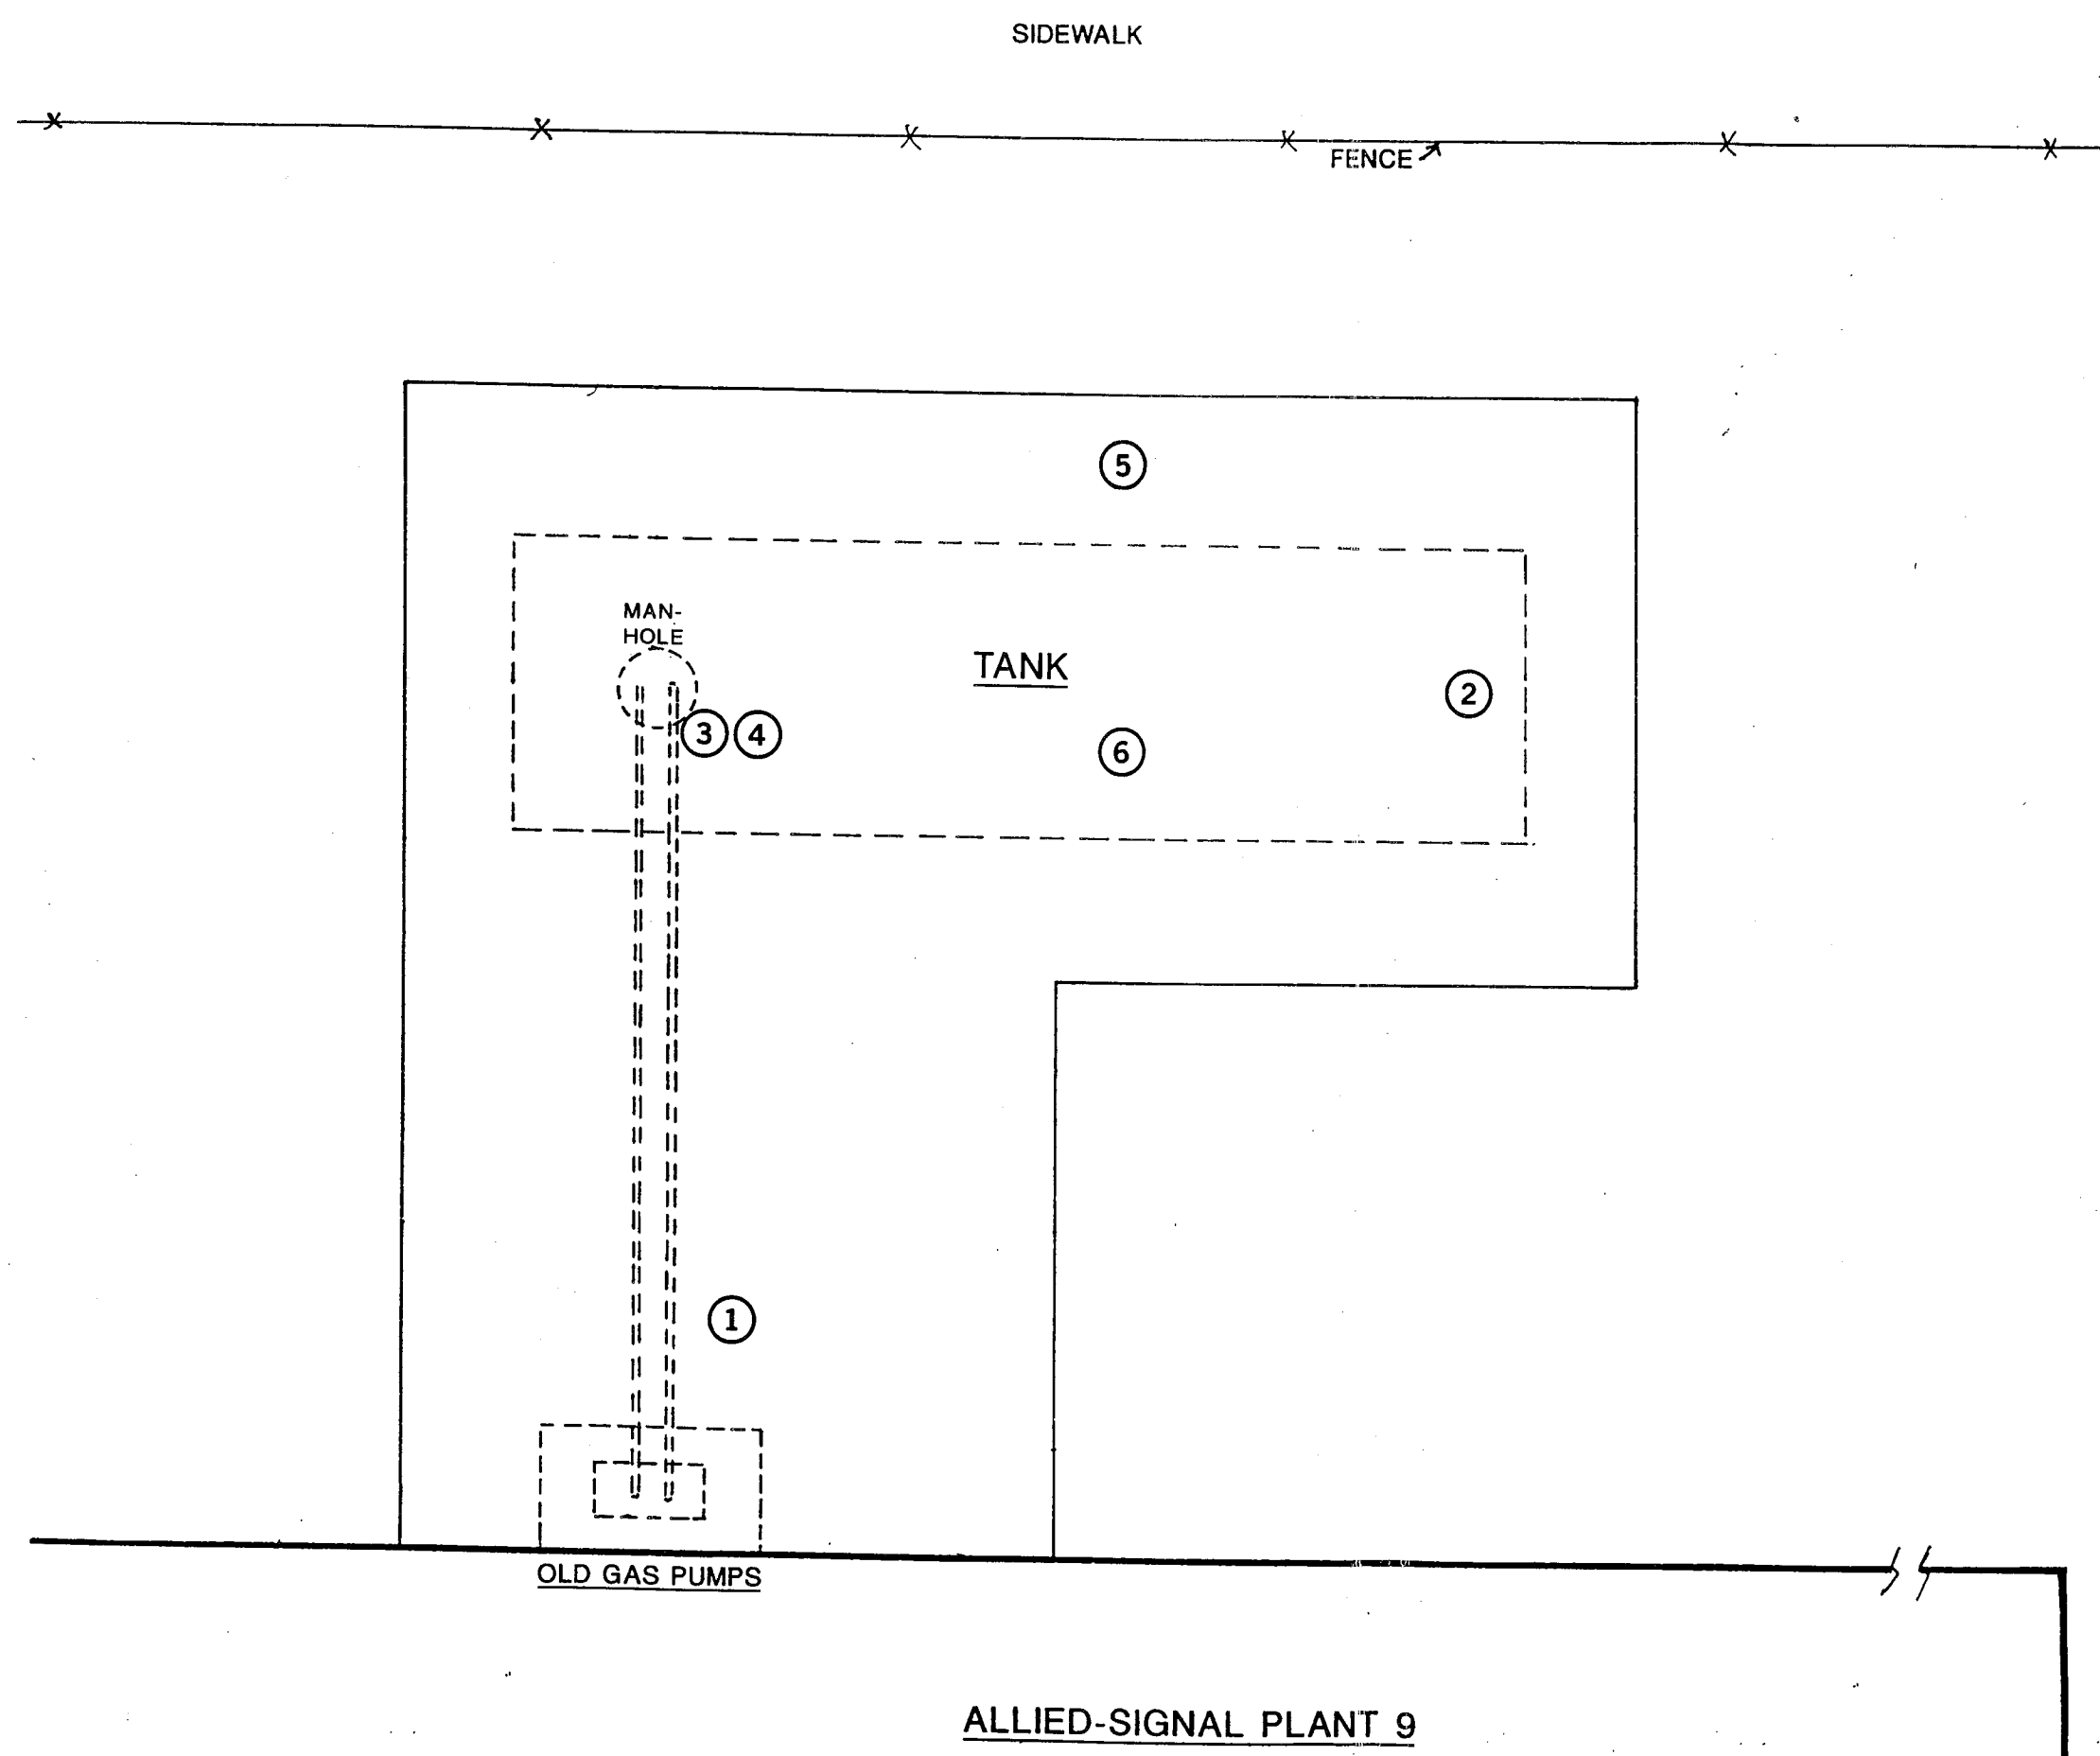 SIDEWALK
FENCE
5
MAN-
HOLE
TANK
2
3 4
6
1
OLD GAS PUMPS
ALLIED-SIGNAL PLANT 9